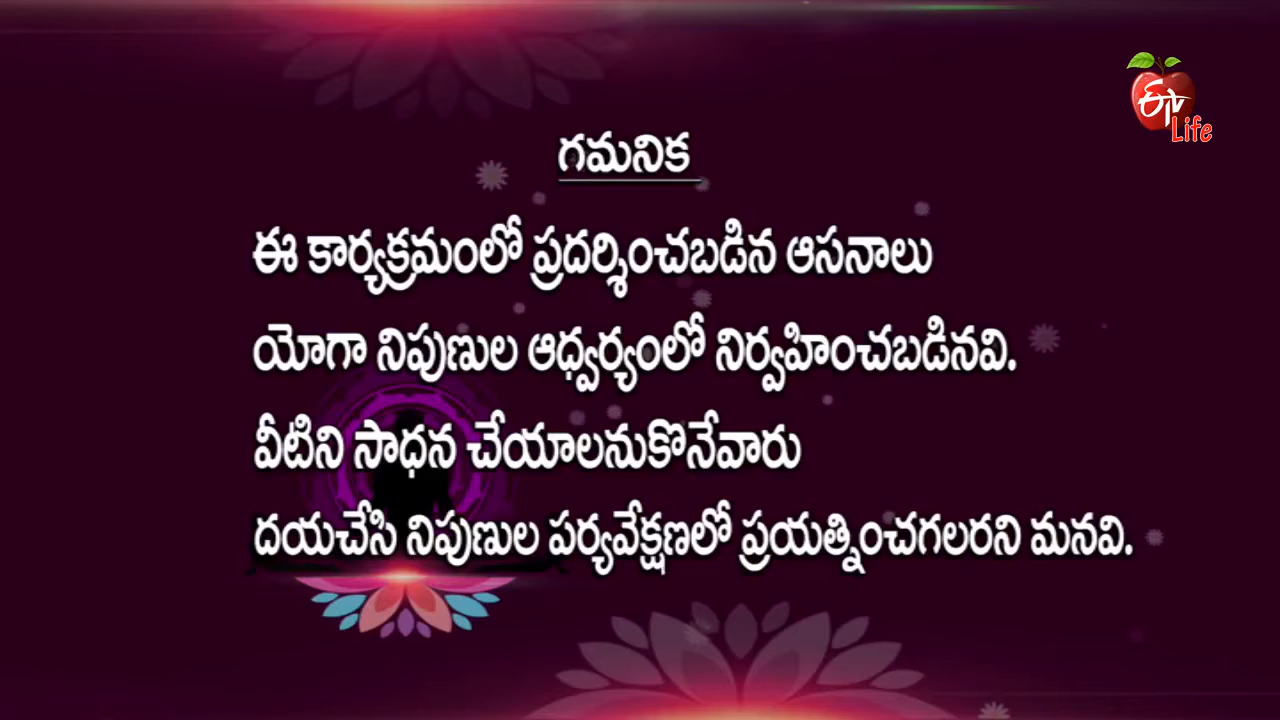 ఈటీవీ
Life
గమనిక
ఈ కార్యక్రమంలో ప్రదర్శించబడిన ఆసనాలు
యోగా నిపుణుల ఆధ్వర్యంలో నిర్వహించబడినవి.
వీటిని సాధన చేయాలనుకొనేవారు
దయచేసి నిపుణుల పర్యవేక్షణలో ప్రయత్నించగలరని మనవి.